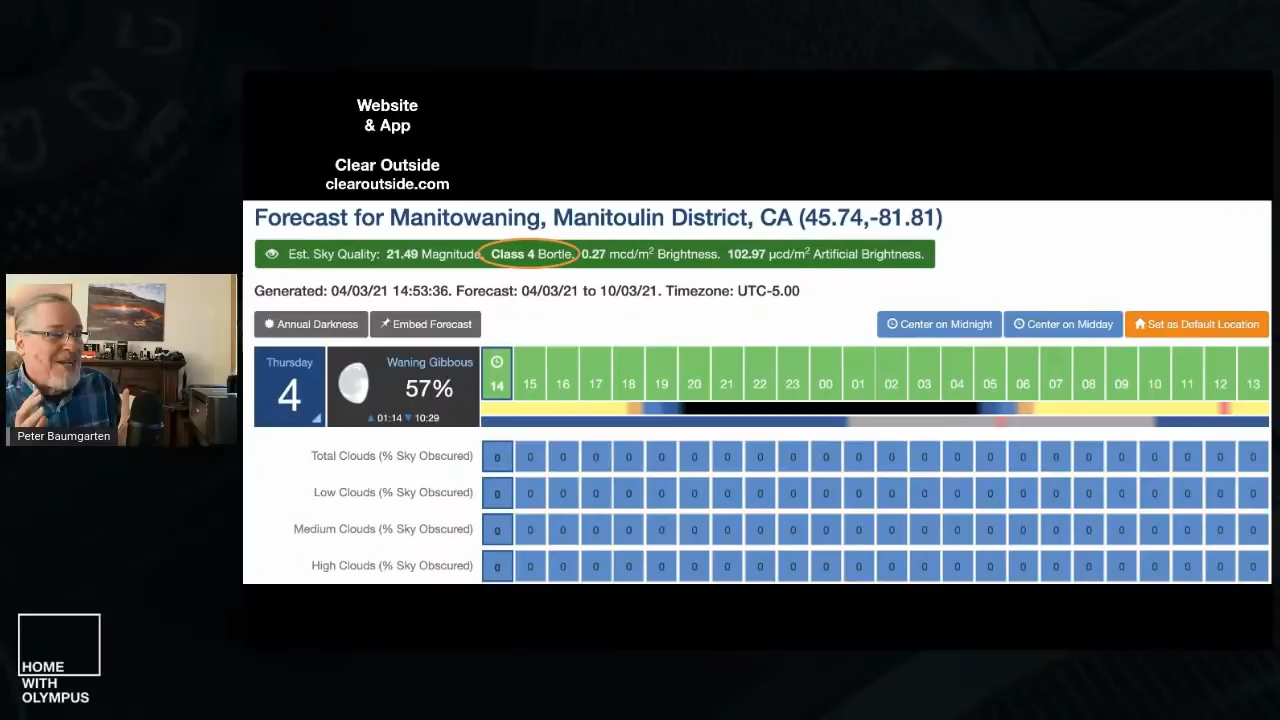 Website
& App
Clear Outside
clearoutside.com
Forecast for Manitowaning, Manitoulin District, CA (45.74,-81.81)
Est. Sky Quality: 21.49 Magnitude. Class 4 Bortle. 0.27 mcd/m² Brightness. 102.97 μcd/m² Artificial Brightness.
Generated: 04/03/21 14:53:36. Forecast: 04/03/21 to 10/03/21. Timezone: UTC-5.00
Annual Darkness Embed Forecast Center on Midnight Center on Midday Set as Default Location
Thursday
4
Waning Gibbous
57%
01:14 10:29
14 15 16 17 18 19 20 21 22 23 00 01 02 03 04 05 06 07 08 09 10 11 12 13
Total Clouds (% Sky Obscured) 0 0 0 0 0 0 0 0 0 0 0 0 0 0 0 0 0 0 0 0 0 0 0 0
Low Clouds (% Sky Obscured) 0 0 0 0 0 0 0 0 0 0 0 0 0 0 0 0 0 0 0 0 0 0 0 0
Medium Clouds (% Sky Obscured) 0 0 0 0 0 0 0 0 0 0 0 0 0 0 0 0 0 0 0 0 0 0 0 0
High Clouds (% Sky Obscured) 0 0 0 0 0 0 0 0 0 0 0 0 0 0 0 0 0 0 0 0 0 0 0 0
Peter Baumgarten
HOME
WITH
OLYMPUS